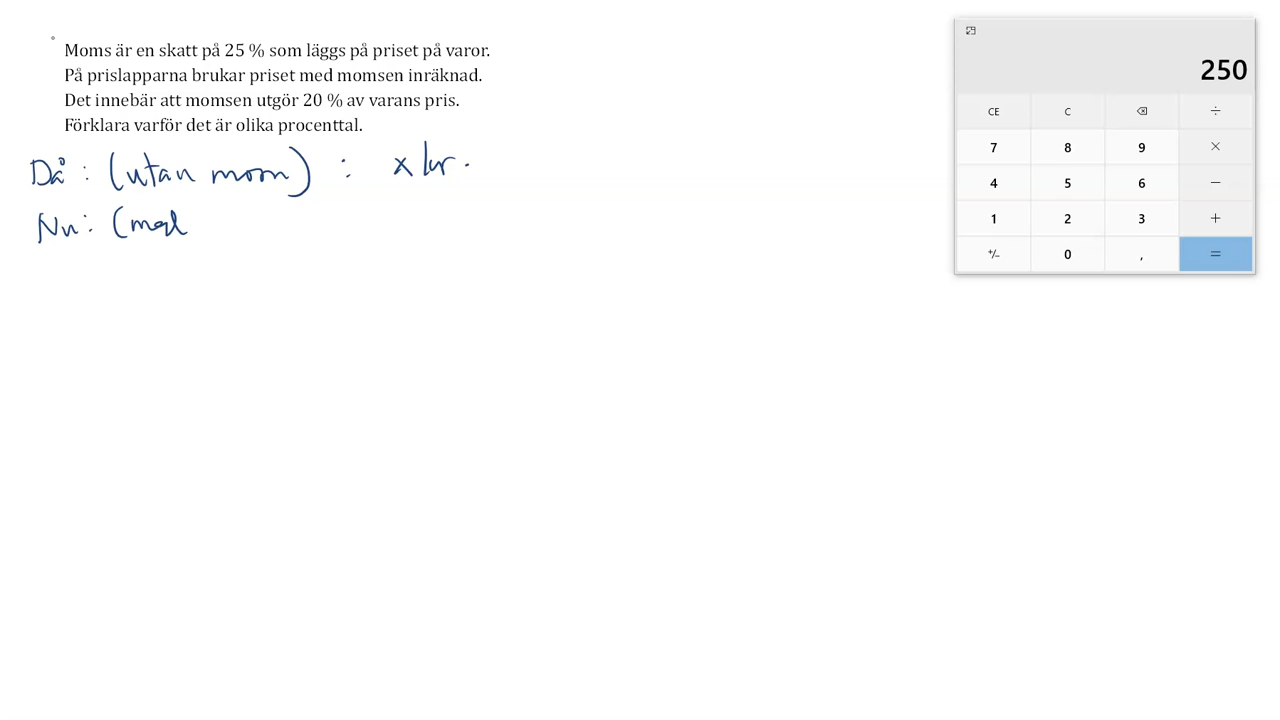 Moms är en skatt på 25 % som läggs på priset på varor.
På prislapparna brukar priset med momsen inräknad.
Det innebär att momsen utgör 20 % av varans pris.
Förklara varför det är olika procenttal.
Då : (utan mom) : x kr.
Nu : (med
250
CE C ⌫ ÷
7 8 9 ×
4 5 6 −
1 2 3 +
+/− 0 , =